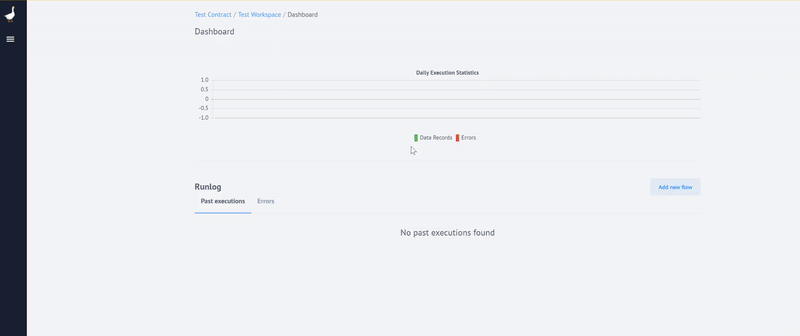 Test Contract / Test Workspace / Dashboard
Dashboard
Daily Execution Statistics
1.0
0.5
0
-0.5
-1.0
Data Records Errors
Runlog
Add new flow
Past executions Errors
No past executions found